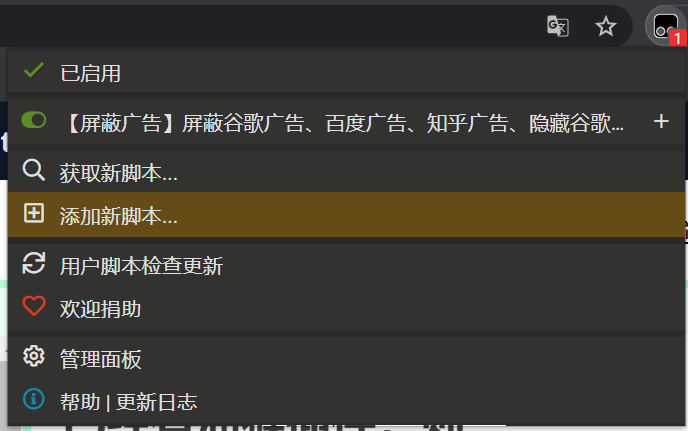 1
已启用
【屏蔽广告】屏蔽谷歌广告、百度广告、知乎广告、隐藏谷歌...
获取新脚本...
添加新脚本...
用户脚本检查更新
欢迎捐助
管理面板
帮助 | 更新日志